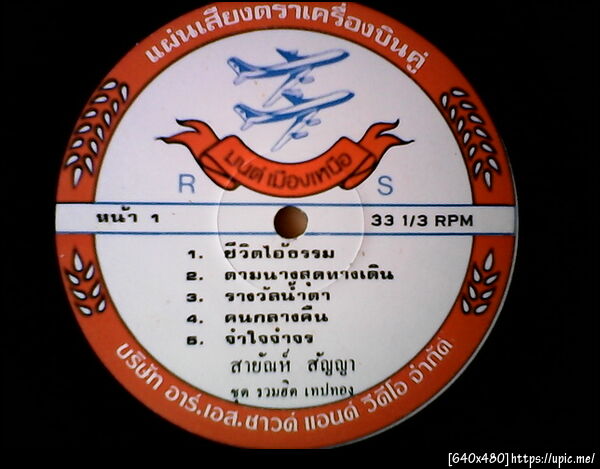 แผ่นเสียงตราเครื่องบินคู่
มนต์เมืองเหนือ
R S
หน้า 1 33 1/3 RPM
1. ชีวิตไอ้ธรรม
2. ตามนางสุดทางเดิน
3. รางวัลน้ำตา
4. คนกลางคืน
5. จำใจจำจร
สายัณห์ สัญญา
ชุด รวมฮิต เทปทอง
บริษัท อาร์.เอส.ซาวด์ แอนด์ วีดีโอ จำกัด
[640x480]https://upic.me/